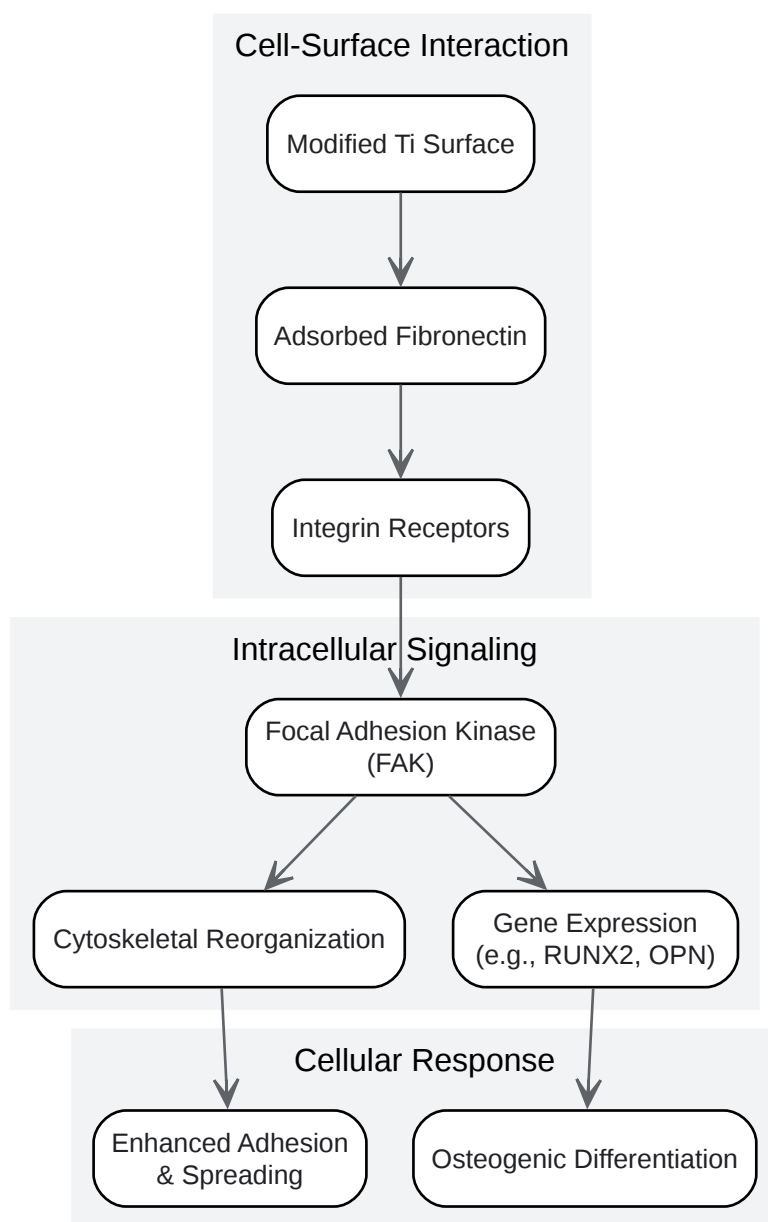 Cell-Surface Interaction
Modified Ti Surface
Adsorbed Fibronectin
Integrin Receptors
Intracellular Signaling
Focal Adhesion Kinase
(FAK)
Cytoskeletal Reorganization
Gene Expression
(e.g., RUNX2, OPN)
Cellular Response
Enhanced Adhesion
& Spreading
Osteogenic Differentiation